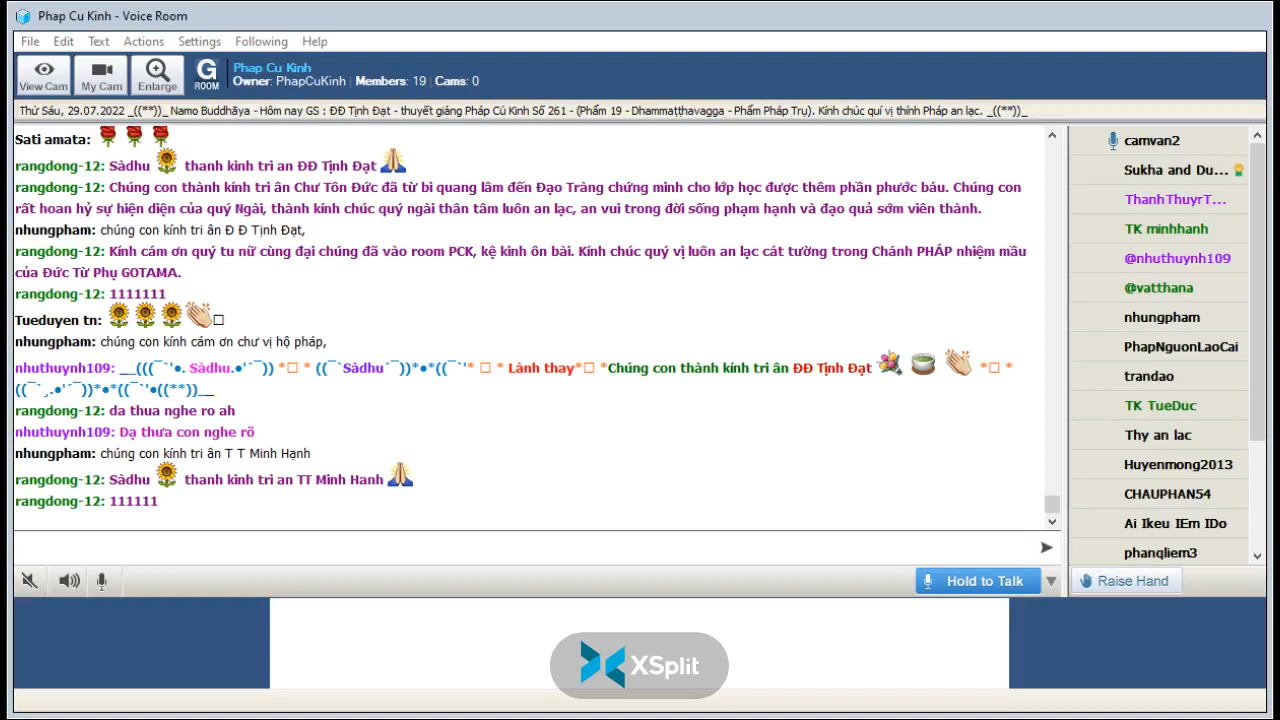 Phap Cu Kinh - Voice Room
File Edit Text Actions Settings Following Help
View Cam My Cam Enlarge G ROOM
Phap Cu Kinh
Owner: PhapCuKinh | Members: 19 | Cams: 0
Thứ Sáu, 29.07.2022 _((**))_ Namo Buddhāya - Hôm nay GS : ĐĐ Tịnh Đạt - thuyết giảng Pháp Cú Kinh Số 261 - (Phẩm 19 - Dhammaṭṭhavagga - Phẩm Pháp Trụ). Kính chúc quí vị thính Pháp an lạc. _((**))_
Sati amata:
rangdong-12: Sàdhu thanh kinh tri an ĐĐ Tịnh Đạt
rangdong-12: Chúng con thành kính tri ân Chư Tôn Đức đã từ bi quang lâm đến Đạo Tràng chứng minh cho lớp học được thêm phần phước báu. Chúng con
rất hoan hỷ sự hiện diện của quý Ngài, thành kính chúc quý ngài thân tâm luôn an lạc, an vui trong đời sống phạm hạnh và đạo quả sớm viên thành.
nhungpham: chúng con kính tri ân Đ Đ Tịnh Đạt,
rangdong-12: Kính cám ơn quý tu nữ cùng đại chúng đã vào room PCK, kệ kinh ôn bài. Kính chúc quý vị luôn an lạc cát tường trong Chánh PHÁP nhiệm mầu
của Đức Từ Phụ GOTAMA.
rangdong-12: 1111111
Tueduyen tn:
nhungpham: chúng con kính cám ơn chư vị hộ pháp,
nhuthuynh109: __(((¯`'•. Sàdhu.•'´¯)) *□ * ((¯`Sàdhu´¯))*•*((¯`'* □ * Lành thay*□ *Chúng con thành kính tri ân ĐĐ Tịnh Đạt *□ *
((¯`¸.•'´¯))*•*((¯`'•((**))__
rangdong-12: da thua nghe ro ah
nhuthuynh109: Dạ thưa con nghe rõ
nhungpham: chúng con kính tri ân T T Minh Hạnh
rangdong-12: Sàdhu thanh kinh tri an TT Minh Hanh
rangdong-12: 111111
camvan2
Sukha and Du...
ThanhThuyrT...
TK minhhanh
@nhuthuynh109
@vatthana
nhungpham
PhapNguonLaoCai
trandao
TK TueDuc
Thy an lac
Huyenmong2013
CHAUPHAN54
Ai Ikeu IEm IDo
phanqliem3
Hold to Talk
Raise Hand
XSplit